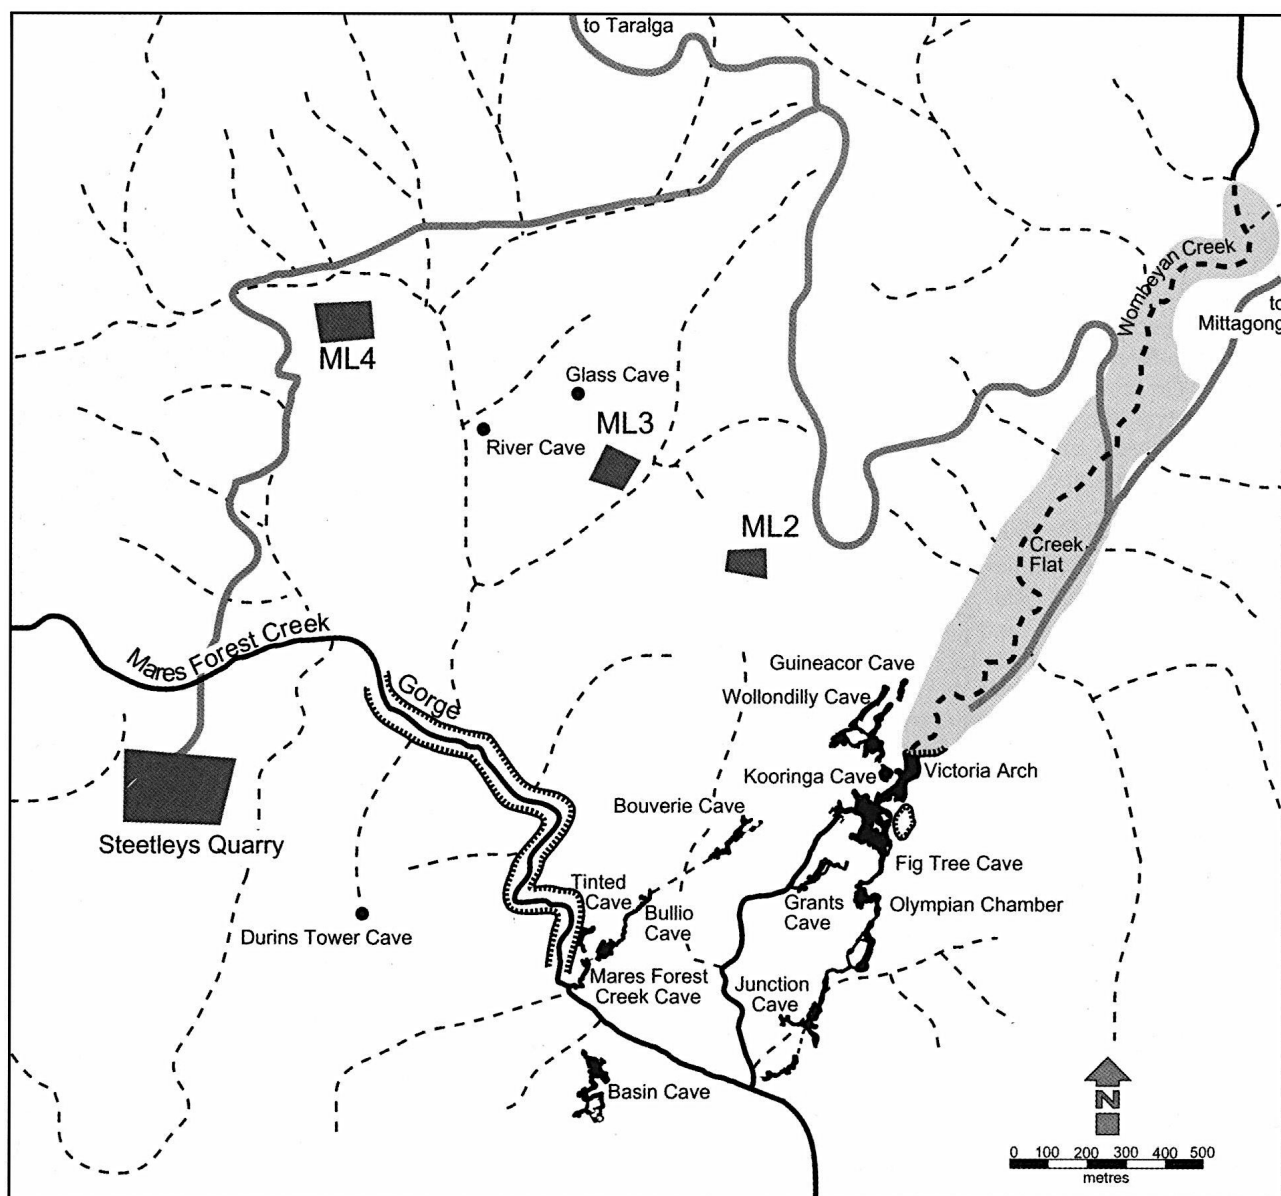 to Taralga
Wombeyan Creek
to
Mittagong
ML4
Glass Cave
ML3
River Cave
ML2
Creek
Flat
Mares Forest Creek
Gorge
Guineacor Cave
Wollondilly Cave
Kooringa Cave
Victoria Arch
Bouverie Cave
Steetleys Quarry
Fig Tree Cave
Tinted
Cave
Bullio
Cave
Grants
Cave
Olympian Chamber
Durins Tower Cave
Mares Forest
Creek Cave
Junction
Cave
Basin Cave
N
0 100 200 300 400 500
metres